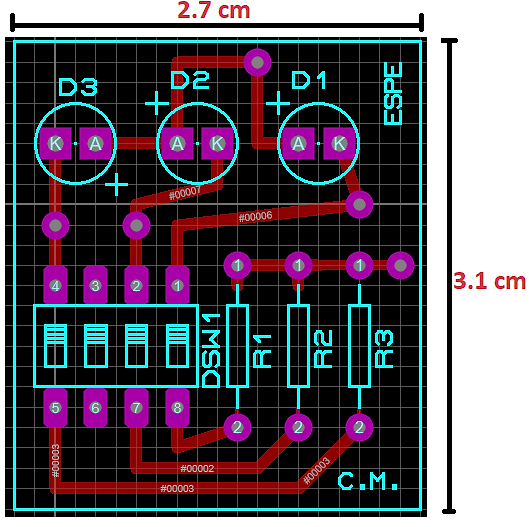 2.7 cm
D3
D2
D1
ESPE
+
+
K A
A K
A K
+
#00007
#00006
1
1
1
4
3
2
1
3.1 cm
DSW1
R1
R2
R3
5
6
7
8
2
2
2
#00003
#00002
#00003
#00003
C.M.